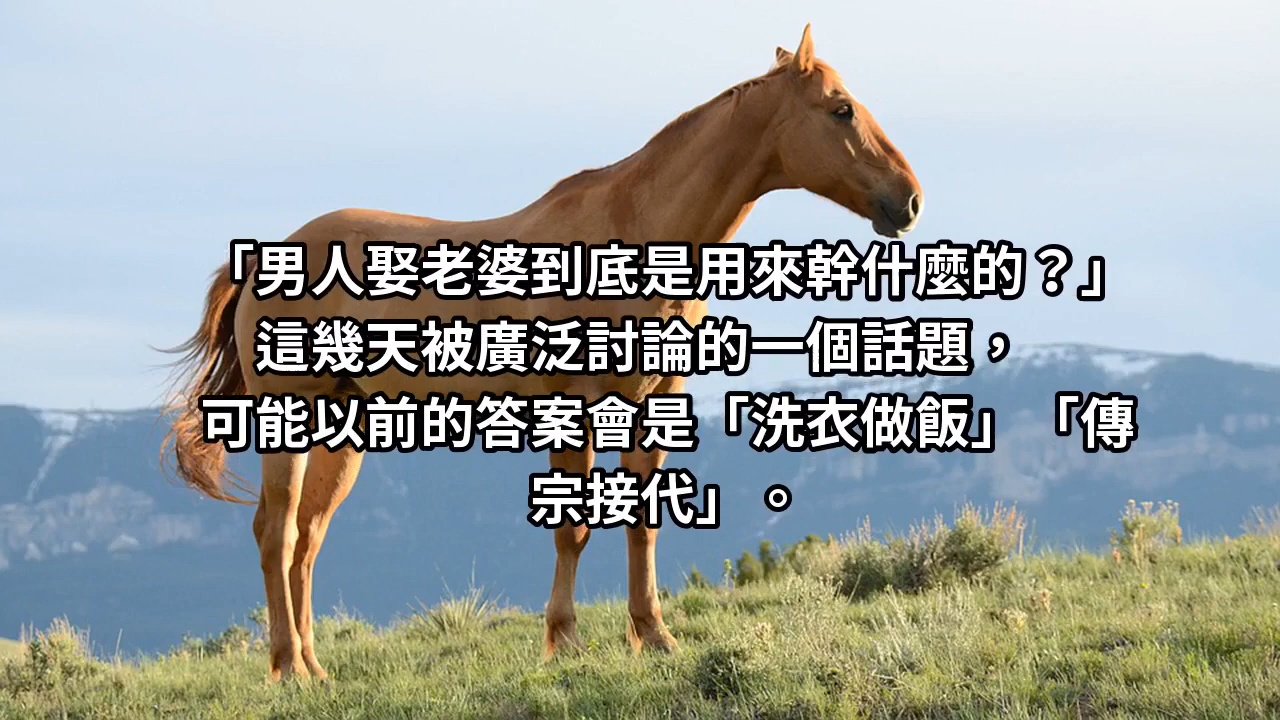 「男人娶老婆到底是用來幹什麼的？」
這幾天被廣泛討論的一個話題，
可能以前的答案會是「洗衣做飯」「傳
宗接代」。